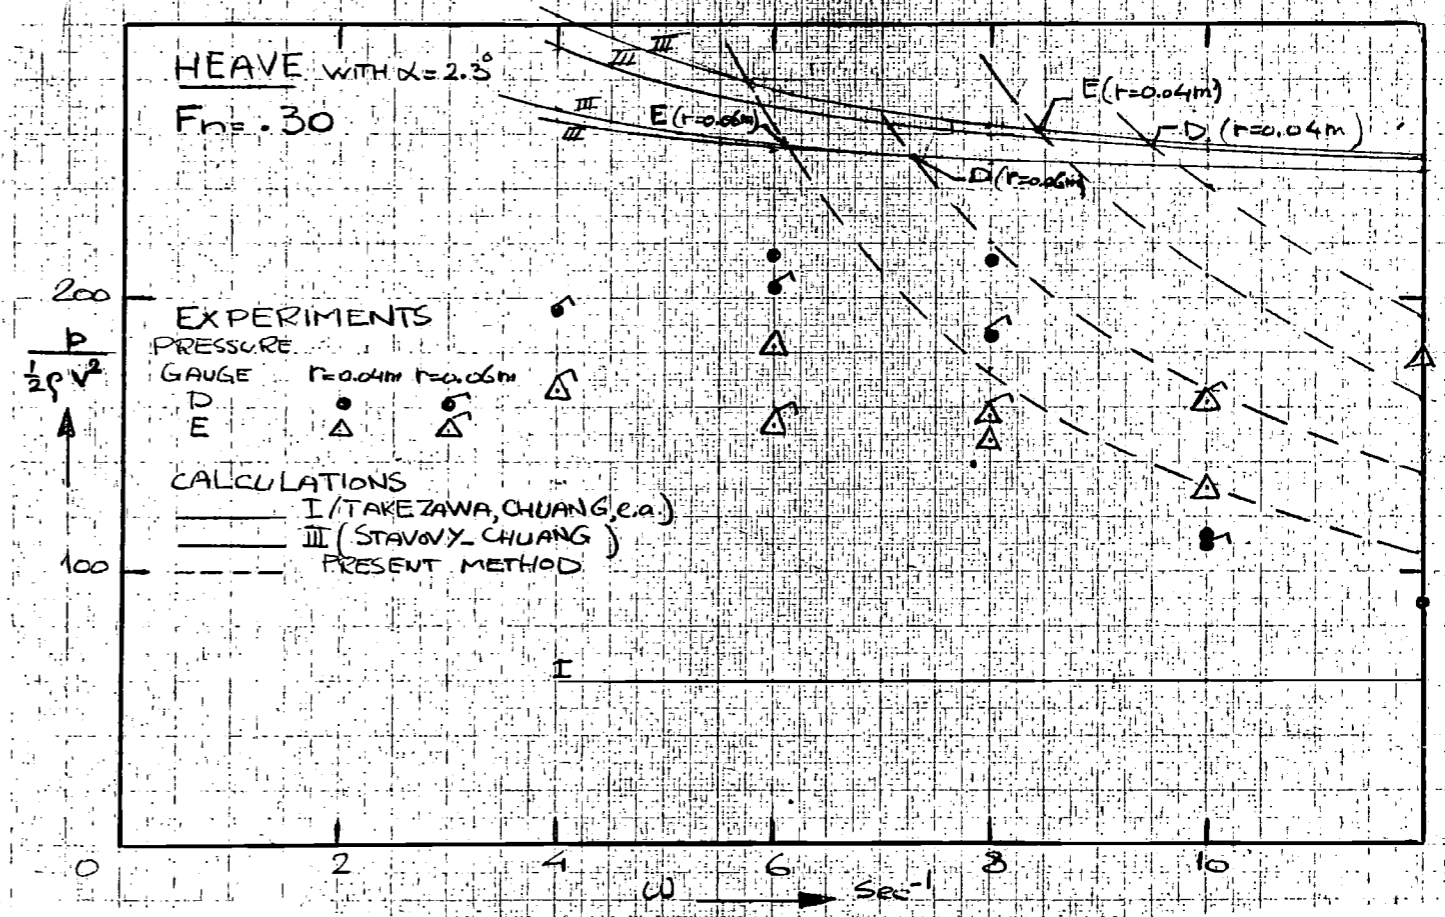 HEAVE WITH α = 2.3°
Fn = .30
III
III
III
III
E (r=0.06m)
E (r=0.04m)
D (r=0.04m)
D (r=0.06m)
200
p
½ρV²
EXPERIMENTS
PRESSURE
GAUGE r=0.04m r=0.06m
D
E
CALCULATIONS
I (TAKEZAWA, CHUANG, e.a.)
III (STAVOVY_CHUANG)
PRESENT METHOD
100
I
0 2 4 6 8 10
ω sec⁻¹